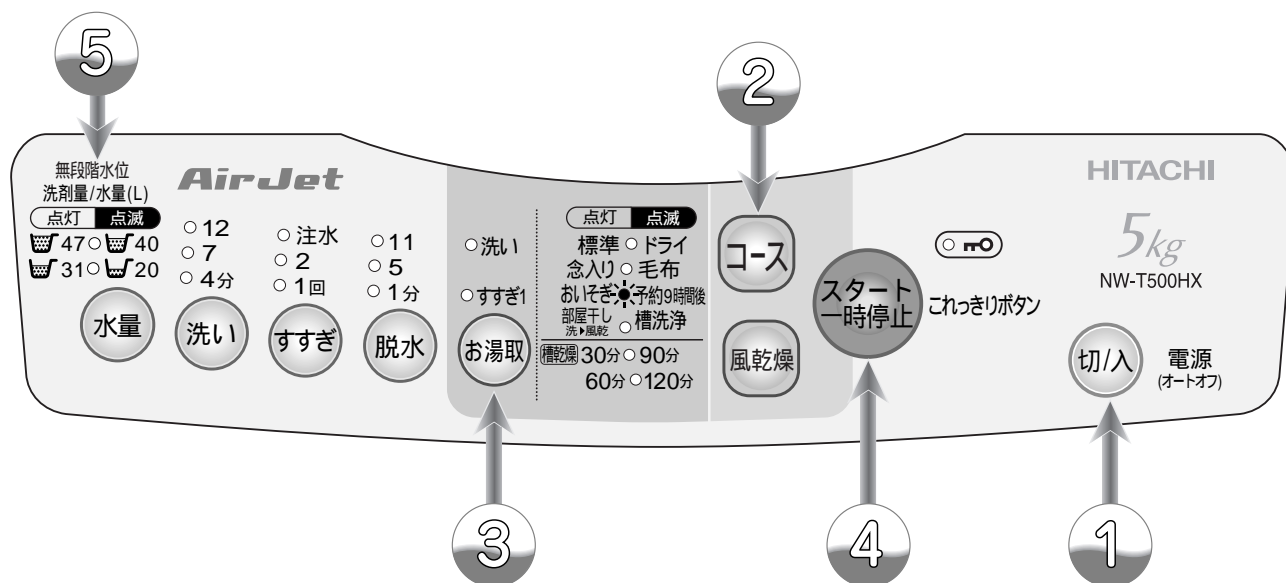 5
2
無段階水位
洗剤量/水量(L)
点灯 点滅
47 40
31 20
水量
AirJet
12
7
4分
洗い
注水
2
1回
すすぎ
11
5
1分
脱水
洗い
すすぎ1
お湯取
点灯 点滅
標準 ドライ
念入り 毛布
おいそぎ 予約9時間後
部屋干し 槽洗浄
洗▶風乾
槽乾燥 30分 90分
60分 120分
コース
風乾燥
スタート
一時停止
これっきりボタン
HITACHI
5kg
NW-T500HX
切/入
電源
(オートオフ)
3
4
1